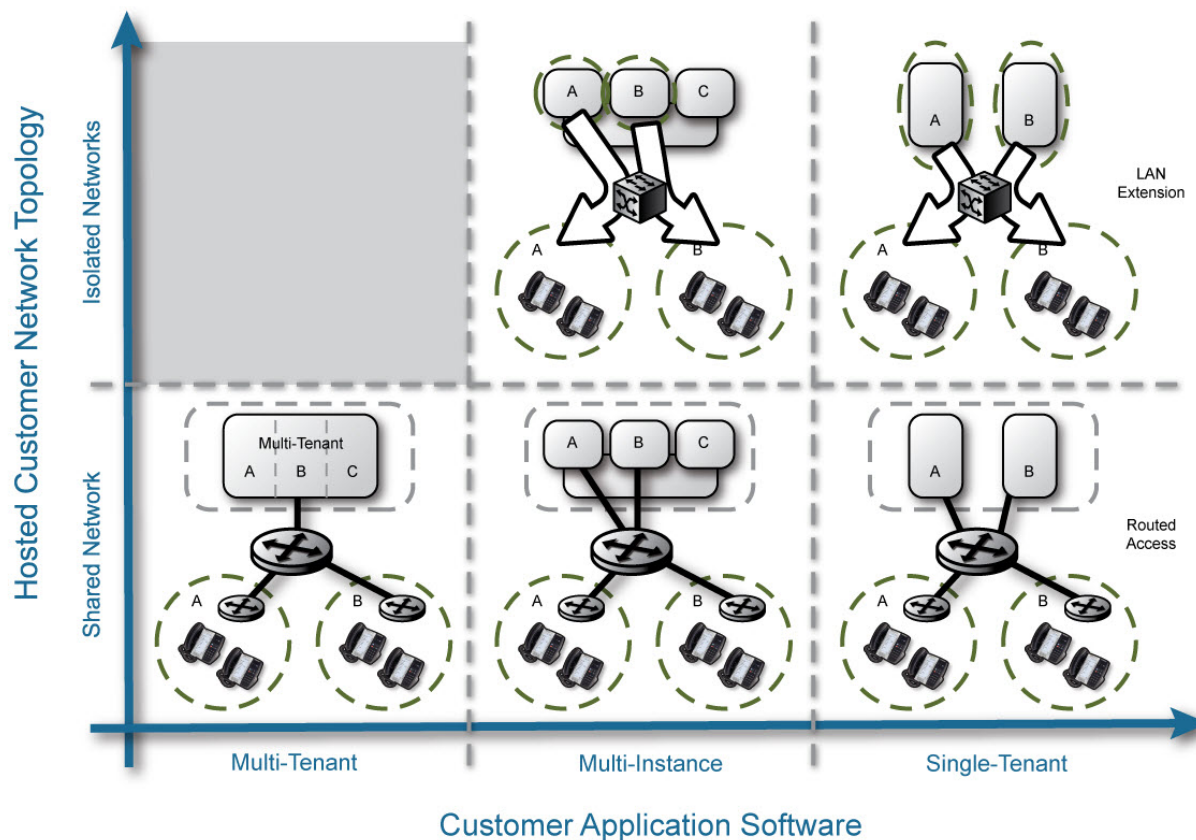 Hosted Customer Network Topology
Isolated Networks
Shared Network
A
B
C
A
B
A
B
LAN
Extension
A
B
A
B
Multi-Tenant
A
B
C
A
B
A
B
C
A
B
A
B
Routed
Access
A
B
Multi-Tenant
Multi-Instance
Single-Tenant
Customer Application Software